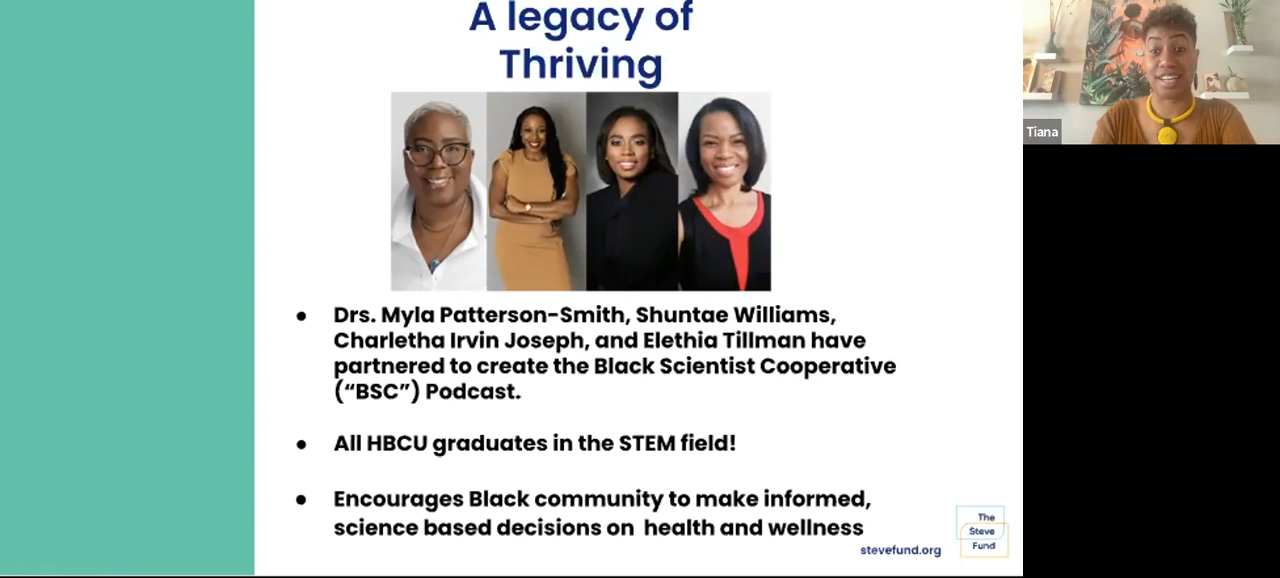 A legacy of
Thriving
Tiana
● Drs. Myla Patterson-Smith, Shuntae Williams,
Charletha Irvin Joseph, and Elethia Tillman have
partnered to create the Black Scientist Cooperative
(“BSC”) Podcast.
● All HBCU graduates in the STEM field!
● Encourages Black community to make informed,
science based decisions on health and wellness
stevefund.org
The
Steve
Fund